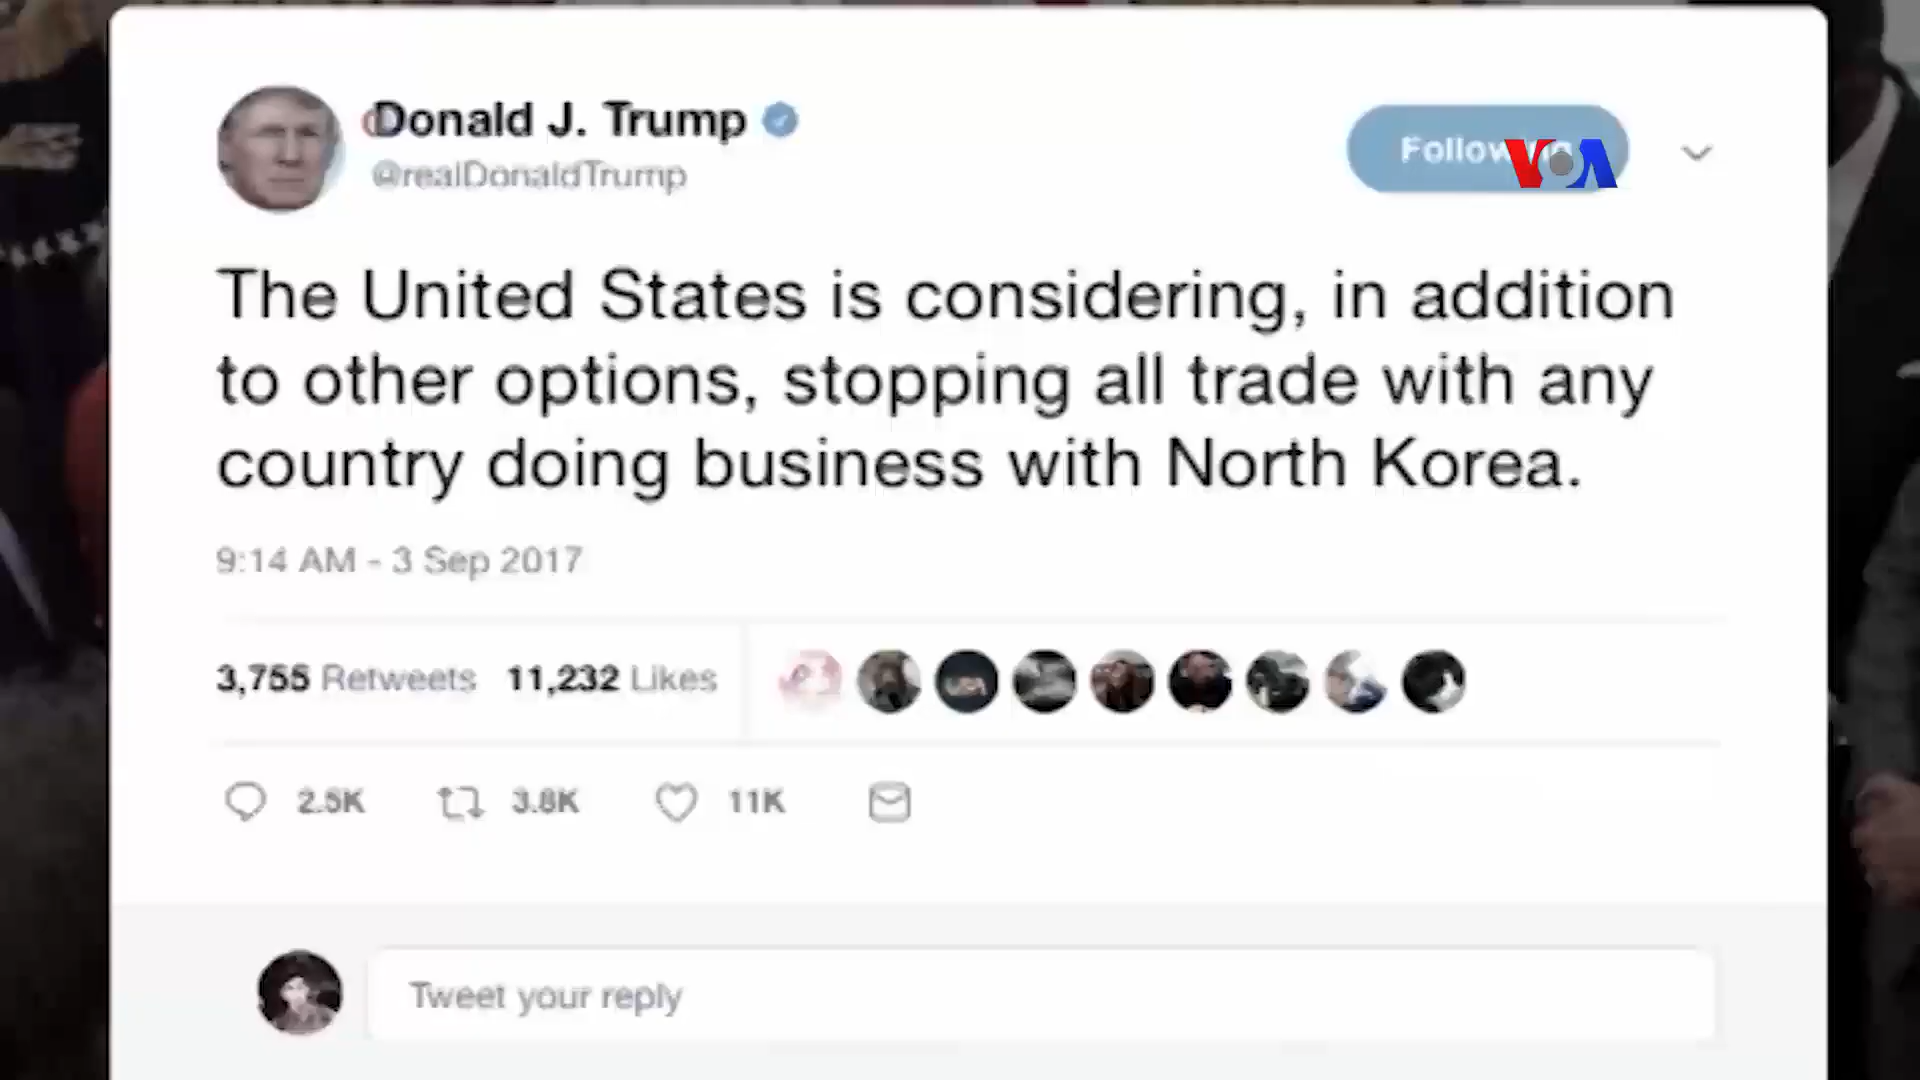 Donald J. Trump
@realDonaldTrump
Following
VOA
The United States is considering, in addition
to other options, stopping all trade with any
country doing business with North Korea.
9:14 AM - 3 Sep 2017
3,755 Retweets 11,232 Likes
2.5K 3.8K 11K
Tweet your reply